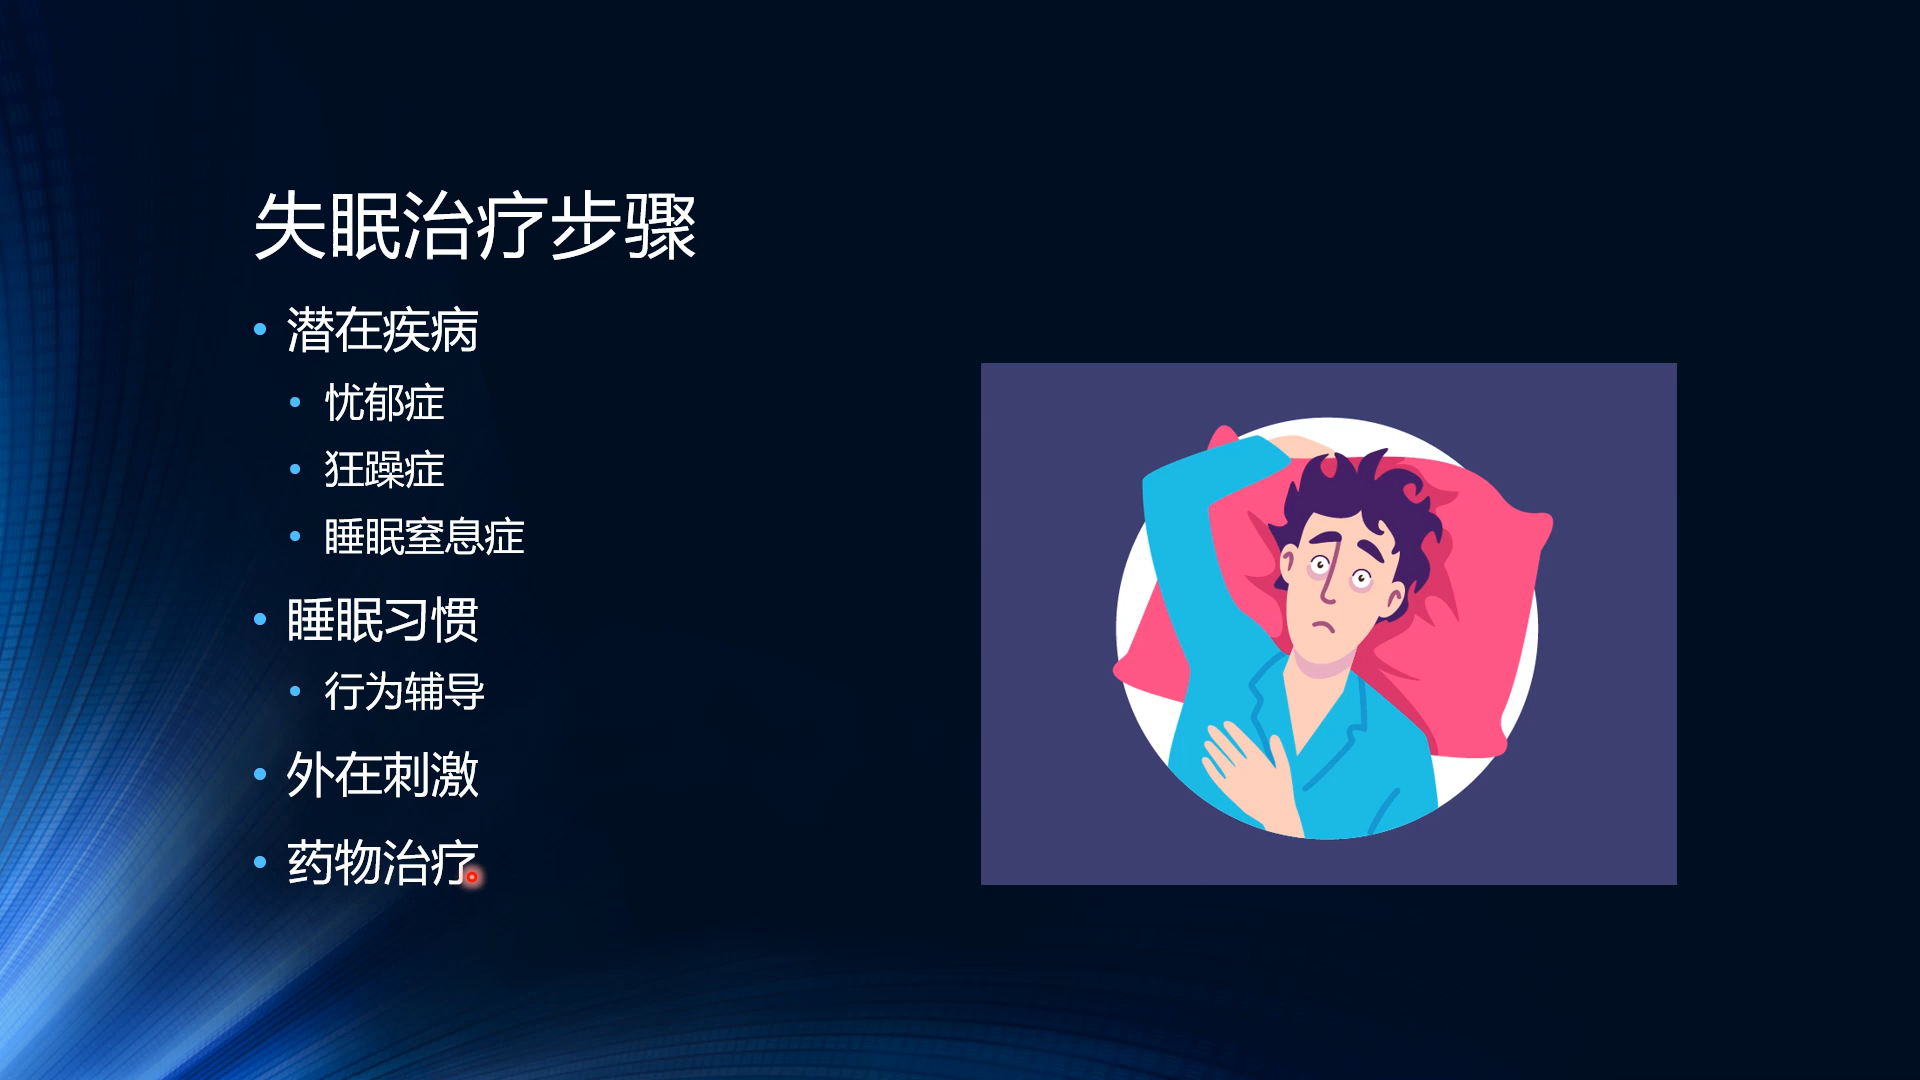 失眠治疗步骤
潜在疾病
忧郁症
狂躁症
睡眠窒息症
睡眠习惯
行为辅导
外在刺激
药物治疗